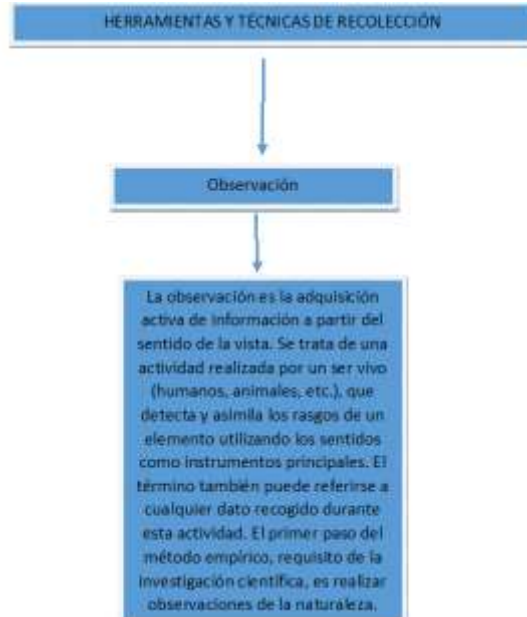 HERRAMIENTAS Y TÉCNICAS DE RECOLECCIÓN
Observación
La observación es la adquisición
activa de información a partir del
sentido de la vista. Se trata de una
actividad realizada por un ser vivo
(humanos, animales, etc.), que
detecta y asimila los rasgos de un
elemento utilizando los sentidos
como instrumentos principales. El
término también puede referirse a
cualquier dato recogido durante
esta actividad. El primer paso del
método empírico, requisito de la
investigación científica, es realizar
observaciones de la naturaleza.